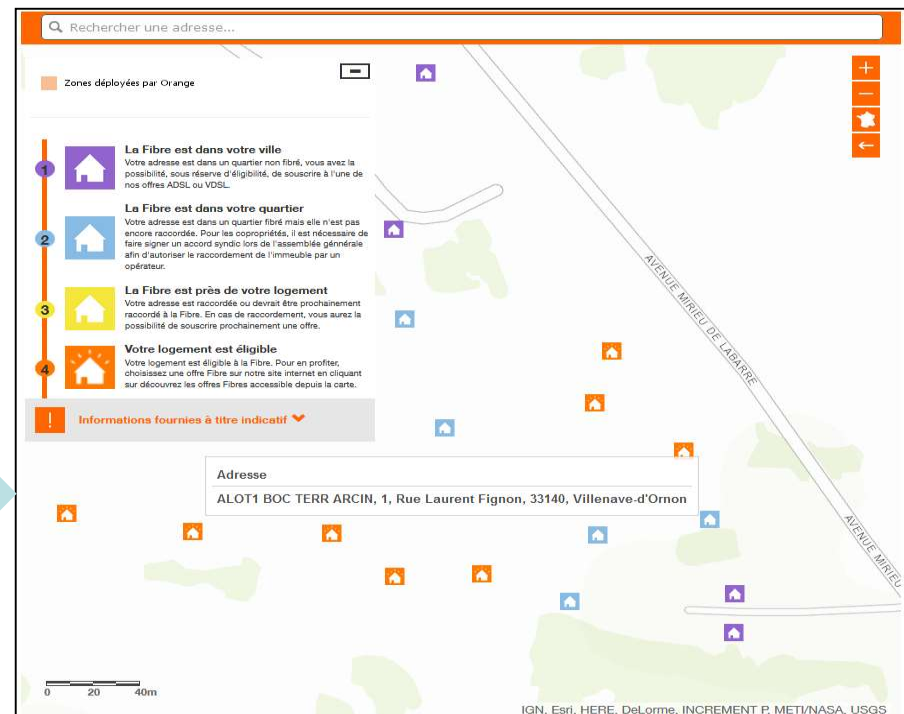 Rechercher une adresse...
Zones déployées par Orange
1
La Fibre est dans votre ville
Votre adresse est dans un quartier non fibré, vous avez la
possibilité, sous réserve d'éligibilité, de souscrire à l'une de
nos offres ADSL ou VDSL.
2
La Fibre est dans votre quartier
Votre adresse est dans un quartier fibré mais elle n'est pas
encore raccordée. Pour les copropriétés, il est nécessaire de
faire signer un accord syndic lors de l'assemblée génnérale
afin d'autoriser le raccordement de l'immeuble par un
opérateur.
3
La Fibre est près de votre logement
Votre adresse est raccordée ou devrait être prochainement
raccordé à la Fibre. En cas de raccordement, vous aurez la
possibilité de souscrire prochainement une offre.
4
Votre logement est éligible
Votre logement est éligible à la Fibre. Pour en profiter,
choisissez une offre Fibre sur notre site internet en cliquant
sur découvrez les offres Fibres accessible depuis la carte.
! Informations fournies à titre indicatif
AVENUE MIRIEU DE LABARRE
Adresse
ALOT1 BOC TERR ARCIN, 1, Rue Laurent Fignon, 33140, Villenave-d'Ornon
AVENUE MIRIEU
0 20 40m
IGN, Esri, HERE, DeLorme, INCREMENT P, METI/NASA, USGS